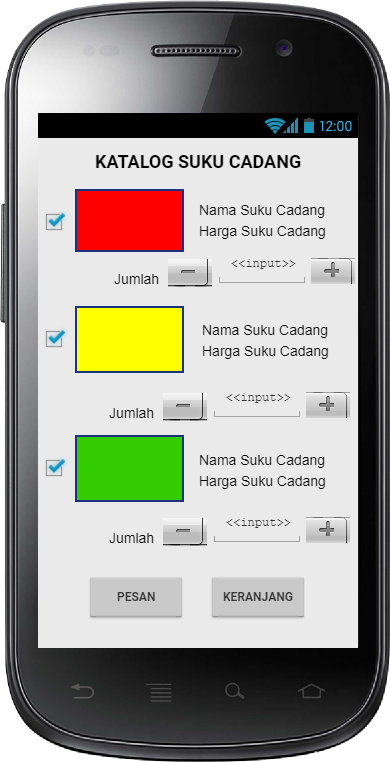 12:00
KATALOG SUKU CADANG
Nama Suku Cadang
Harga Suku Cadang
Jumlah - <<input>> +
Nama Suku Cadang
Harga Suku Cadang
Jumlah - <<input>> +
Nama Suku Cadang
Harga Suku Cadang
Jumlah - <<input>> +
PESAN KERANJANG